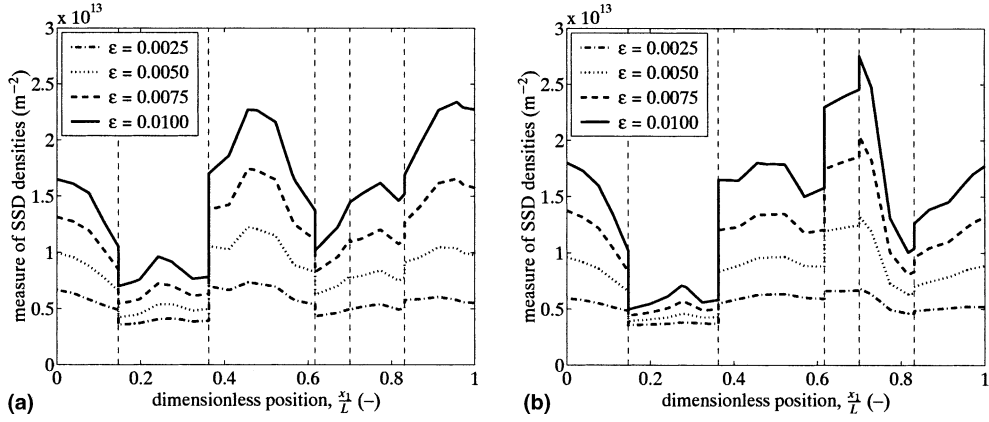 x 10^13
3
2.5
2
1.5
1
0.5
0
measure of SSD densities (m^-2)
ε = 0.0025
ε = 0.0050
ε = 0.0075
ε = 0.0100
0 0.2 0.4 0.6 0.8 1
dimensionless position, x₁/L (–)
(a)
x 10^13
3
2.5
2
1.5
1
0.5
0
measure of SSD densities (m^-2)
ε = 0.0025
ε = 0.0050
ε = 0.0075
ε = 0.0100
0 0.2 0.4 0.6 0.8 1
dimensionless position, x₁/L (–)
(b)